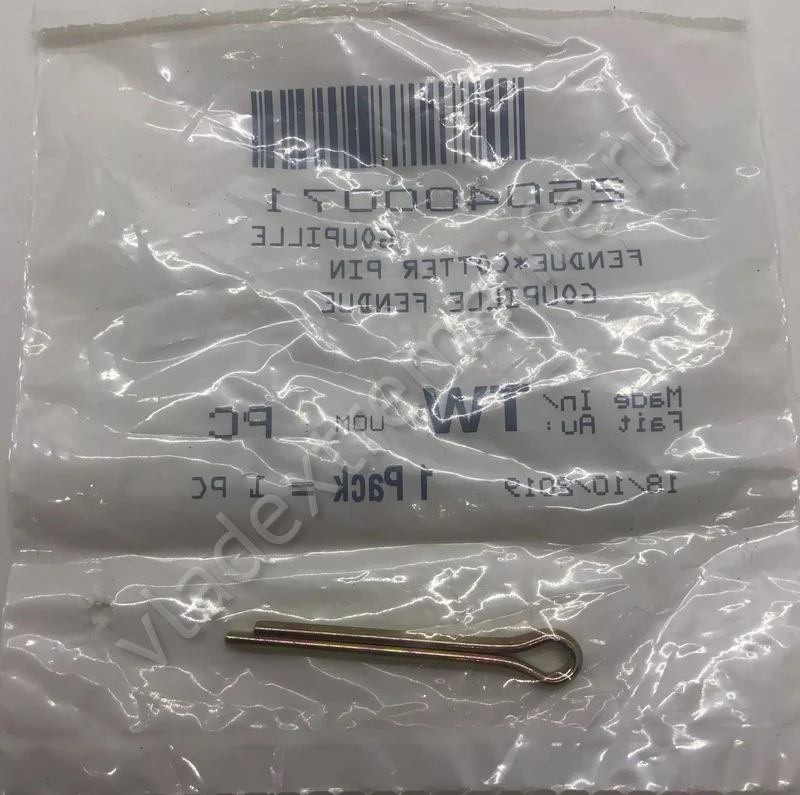 250400071
GOUPILLE
FENDUE*COTTER PIN
GOUPILLE FENDUE
Made In/ TW UOM : PC
Fait Au:
18/10/2019 1 Pack = 1 PC